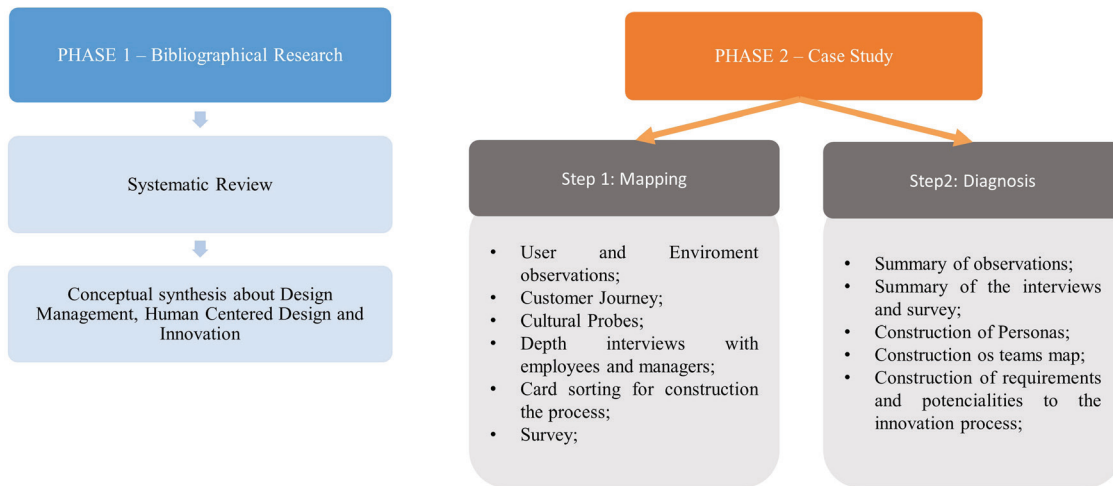 PHASE 1 – Bibliographical Research
Systematic Review
Conceptual synthesis about Design
Management, Human Centered Design and
Innovation
PHASE 2 – Case Study
Step 1: Mapping
• User and Enviroment
observations;
• Customer Journey;
• Cultural Probes;
• Depth interviews with
employees and managers;
• Card sorting for construction
the process;
• Survey;
Step2: Diagnosis
• Summary of observations;
• Summary of the interviews
and survey;
• Construction of Personas;
• Construction os teams map;
• Construction of requirements
and potencialities to the
innovation process;